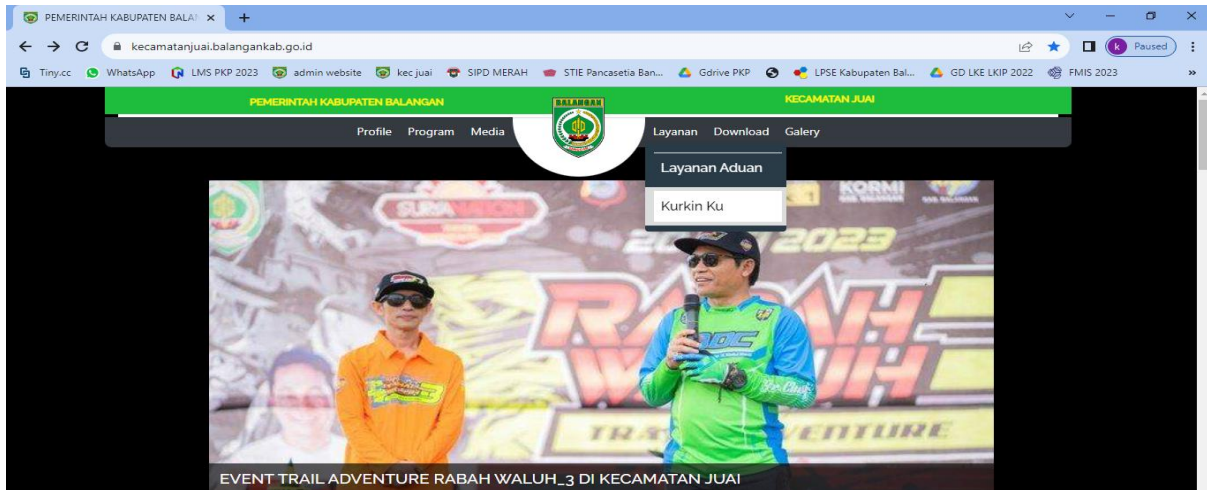 PEMERINTAH KABUPATEN BALAN
kecamatanjuai.balangankab.go.id
k Paused
Tiny.cc WhatsApp LMS PKP 2023 admin website kec juai SIPD MERAH STIE Pancasetia Ban... Gdrive PKP LPSE Kabupaten Bal... GD LKE LKIP 2022 FMIS 2023 »
PEMERINTAH KABUPATEN BALANGAN BALANGAN KECAMATAN JUAI
Profile Program Media Layanan Download Galery
Layanan Aduan
Kurkin Ku
KORMI
2023
RABAH
WALUH 3
EVENT TRAIL ADVENTURE RABAH WALUH_3 DI KECAMATAN JUAI